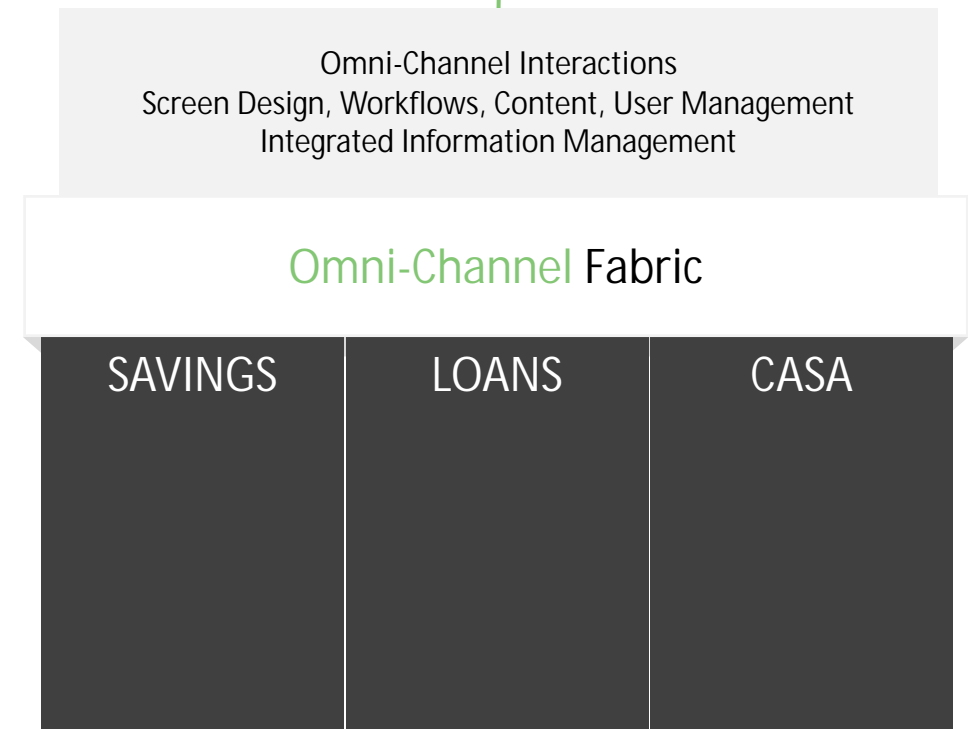 Omni-Channel Interactions
Screen Design, Workflows, Content, User Management
Integrated Information Management
Omni-Channel Fabric
SAVINGS
LOANS
CASA